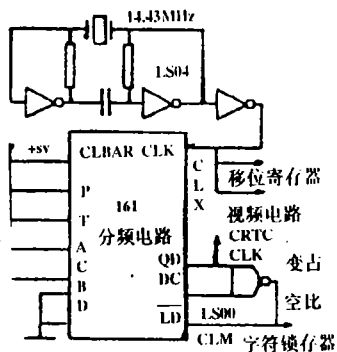 14.43MHz
LS04
+5V
CLBAR CLK
C
L
X
移位寄存器
P
161
视频电路
T
分频电路
CRTC
A
CLK
变占
C
QD
B
DC
空比
D
LS00
LD
CLM
字符锁存器